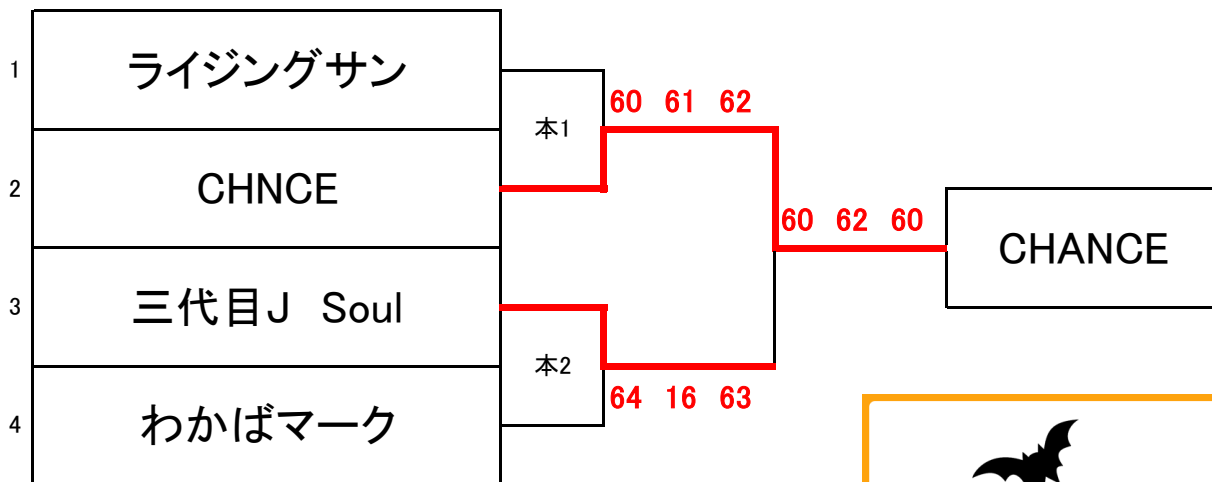 1
ライジングサン
60 61 62
本1
2
CHNCE
60 62 60
CHANCE
3
三代目J　Soul
本2
64 16 63
4
わかばマーク